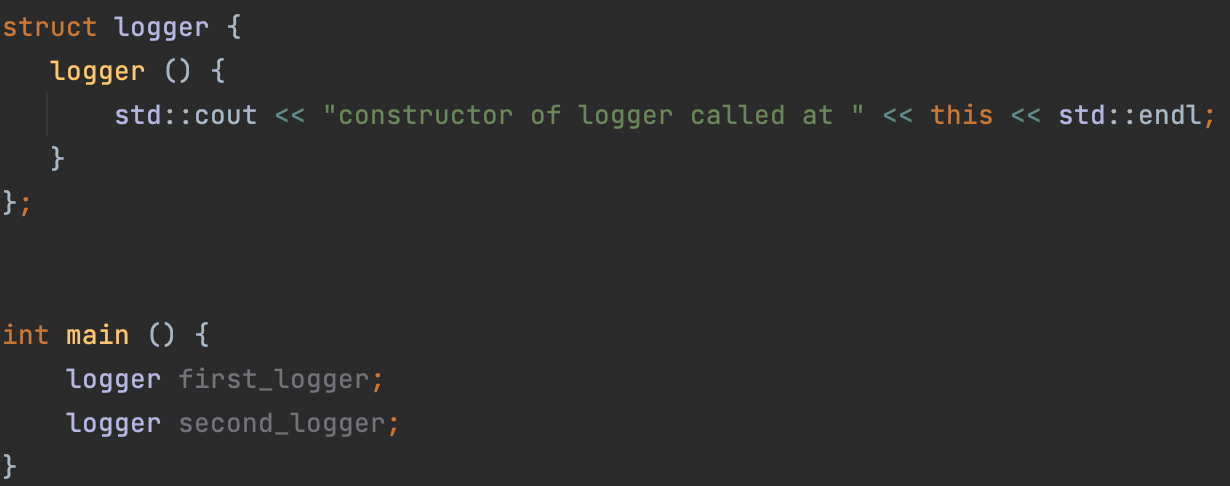 struct logger {
   logger () {
       std::cout << "constructor of logger called at " << this << std::endl;
   }
};
int main () {
    logger first_logger;
    logger second_logger;
}